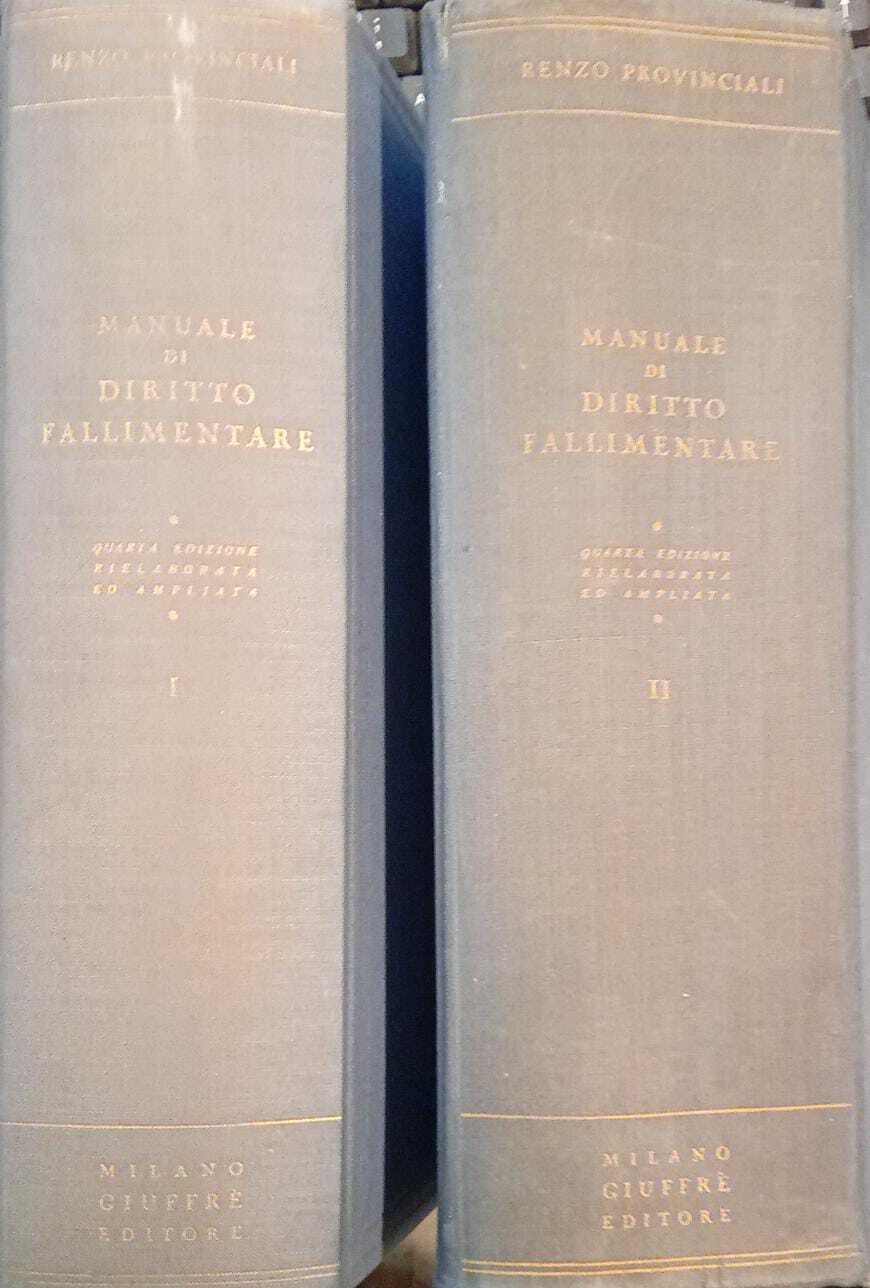 RENZO PROVINCIALI
MANUALE
DI
DIRITTO
FALLIMENTARE
QUARTA EDIZIONE
RIELABORATA
ED AMPLIATA
I
MILANO
GIUFFRÈ
EDITORE
RENZO PROVINCIALI
MANUALE
DI
DIRITTO
FALLIMENTARE
QUARTA EDIZIONE
RIELABORATA
ED AMPLIATA
II
MILANO
GIUFFRÈ
EDITORE